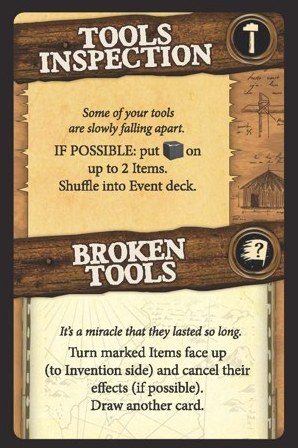 TOOLS
INSPECTION
Some of your tools
are slowly falling apart.
IF POSSIBLE: put on
up to 2 Items.
Shuffle into Event deck.
BROKEN
TOOLS
?
It's a miracle that they lasted so long.
Turn marked Items face up
(to Invention side) and cancel their
effects (if possible).
Draw another card.